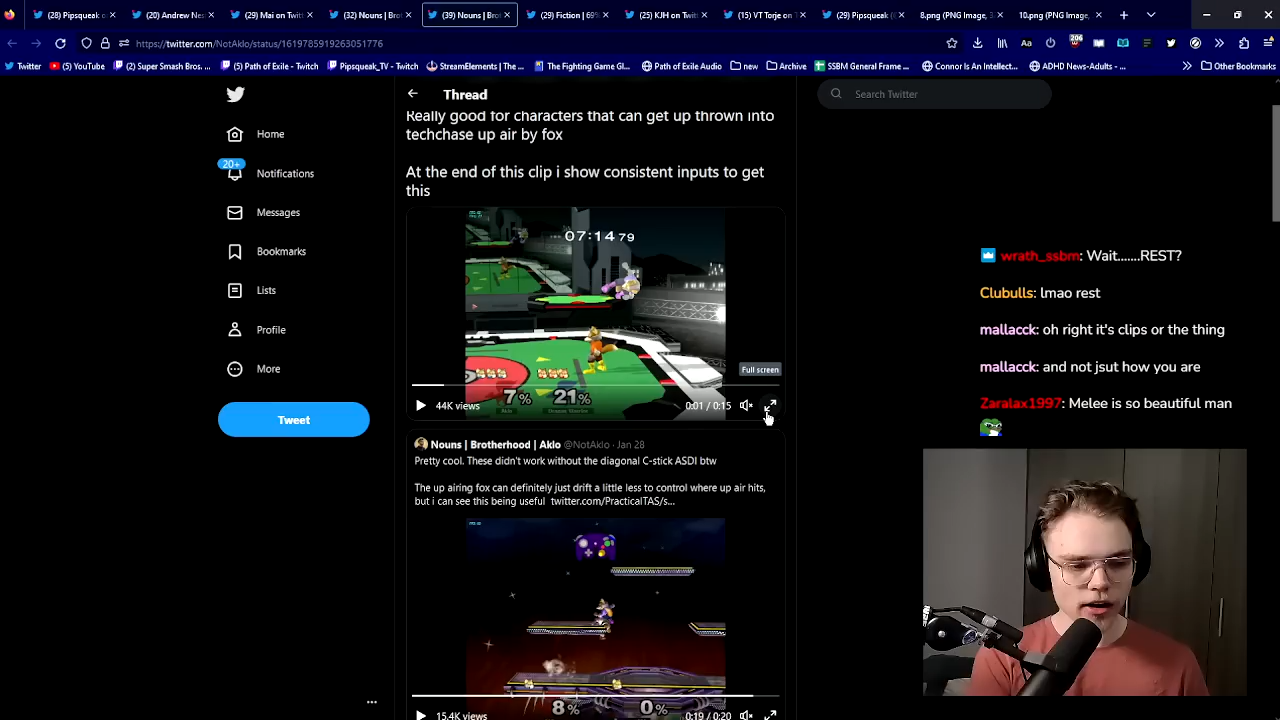 (28) Pipsqueak o
(20) Andrew Nes
(29) Mai on Twit
(32) Nouns | Brot
(39) Nouns | Brot
(29) Fiction | 69%
(25) KJH on Twit
(15) VT Torje on T
(29) Pipsqueak (
8.png (PNG Image, 3
10.png (PNG Image,
https://twitter.com/NotAklo/status/1619785919263051776
206
Twitter
(5) YouTube
(2) Super Smash Bros. ...
(5) Path of Exile - Twitch
Pipsqueak_TV - Twitch
StreamElements | The ...
The Fighting Game Gl...
Path of Exile Audio
new
Archive
SSBM General Frame ...
Connor Is An Intellect...
ADHD News-Adults - ...
Other Bookmarks
Home
20+
Notifications
Messages
Bookmarks
Lists
Profile
More
Tweet
Thread
Really good for characters that can get up thrown into
techchase up air by fox
At the end of this clip i show consistent inputs to get
this
07:14 79
7%
21%
Full screen
44K views
0:01 / 0:15
Nouns | Brotherhood | Aklo @NotAklo · Jan 28
Pretty cool. These didn't work without the diagonal C-stick ASDI btw
The up airing fox can definitely just drift a little less to control where up air hits,
but i can see this being useful twitter.com/PracticalTAS/s...
8%
0%
15.4K views
0:19 / 0:20
Search Twitter
wrath_ssbm: Wait.......REST?
Clubulls: lmao rest
mallacck: oh right it's clips or the thing
mallacck: and not jsut how you are
Zaralax1997: Melee is so beautiful man